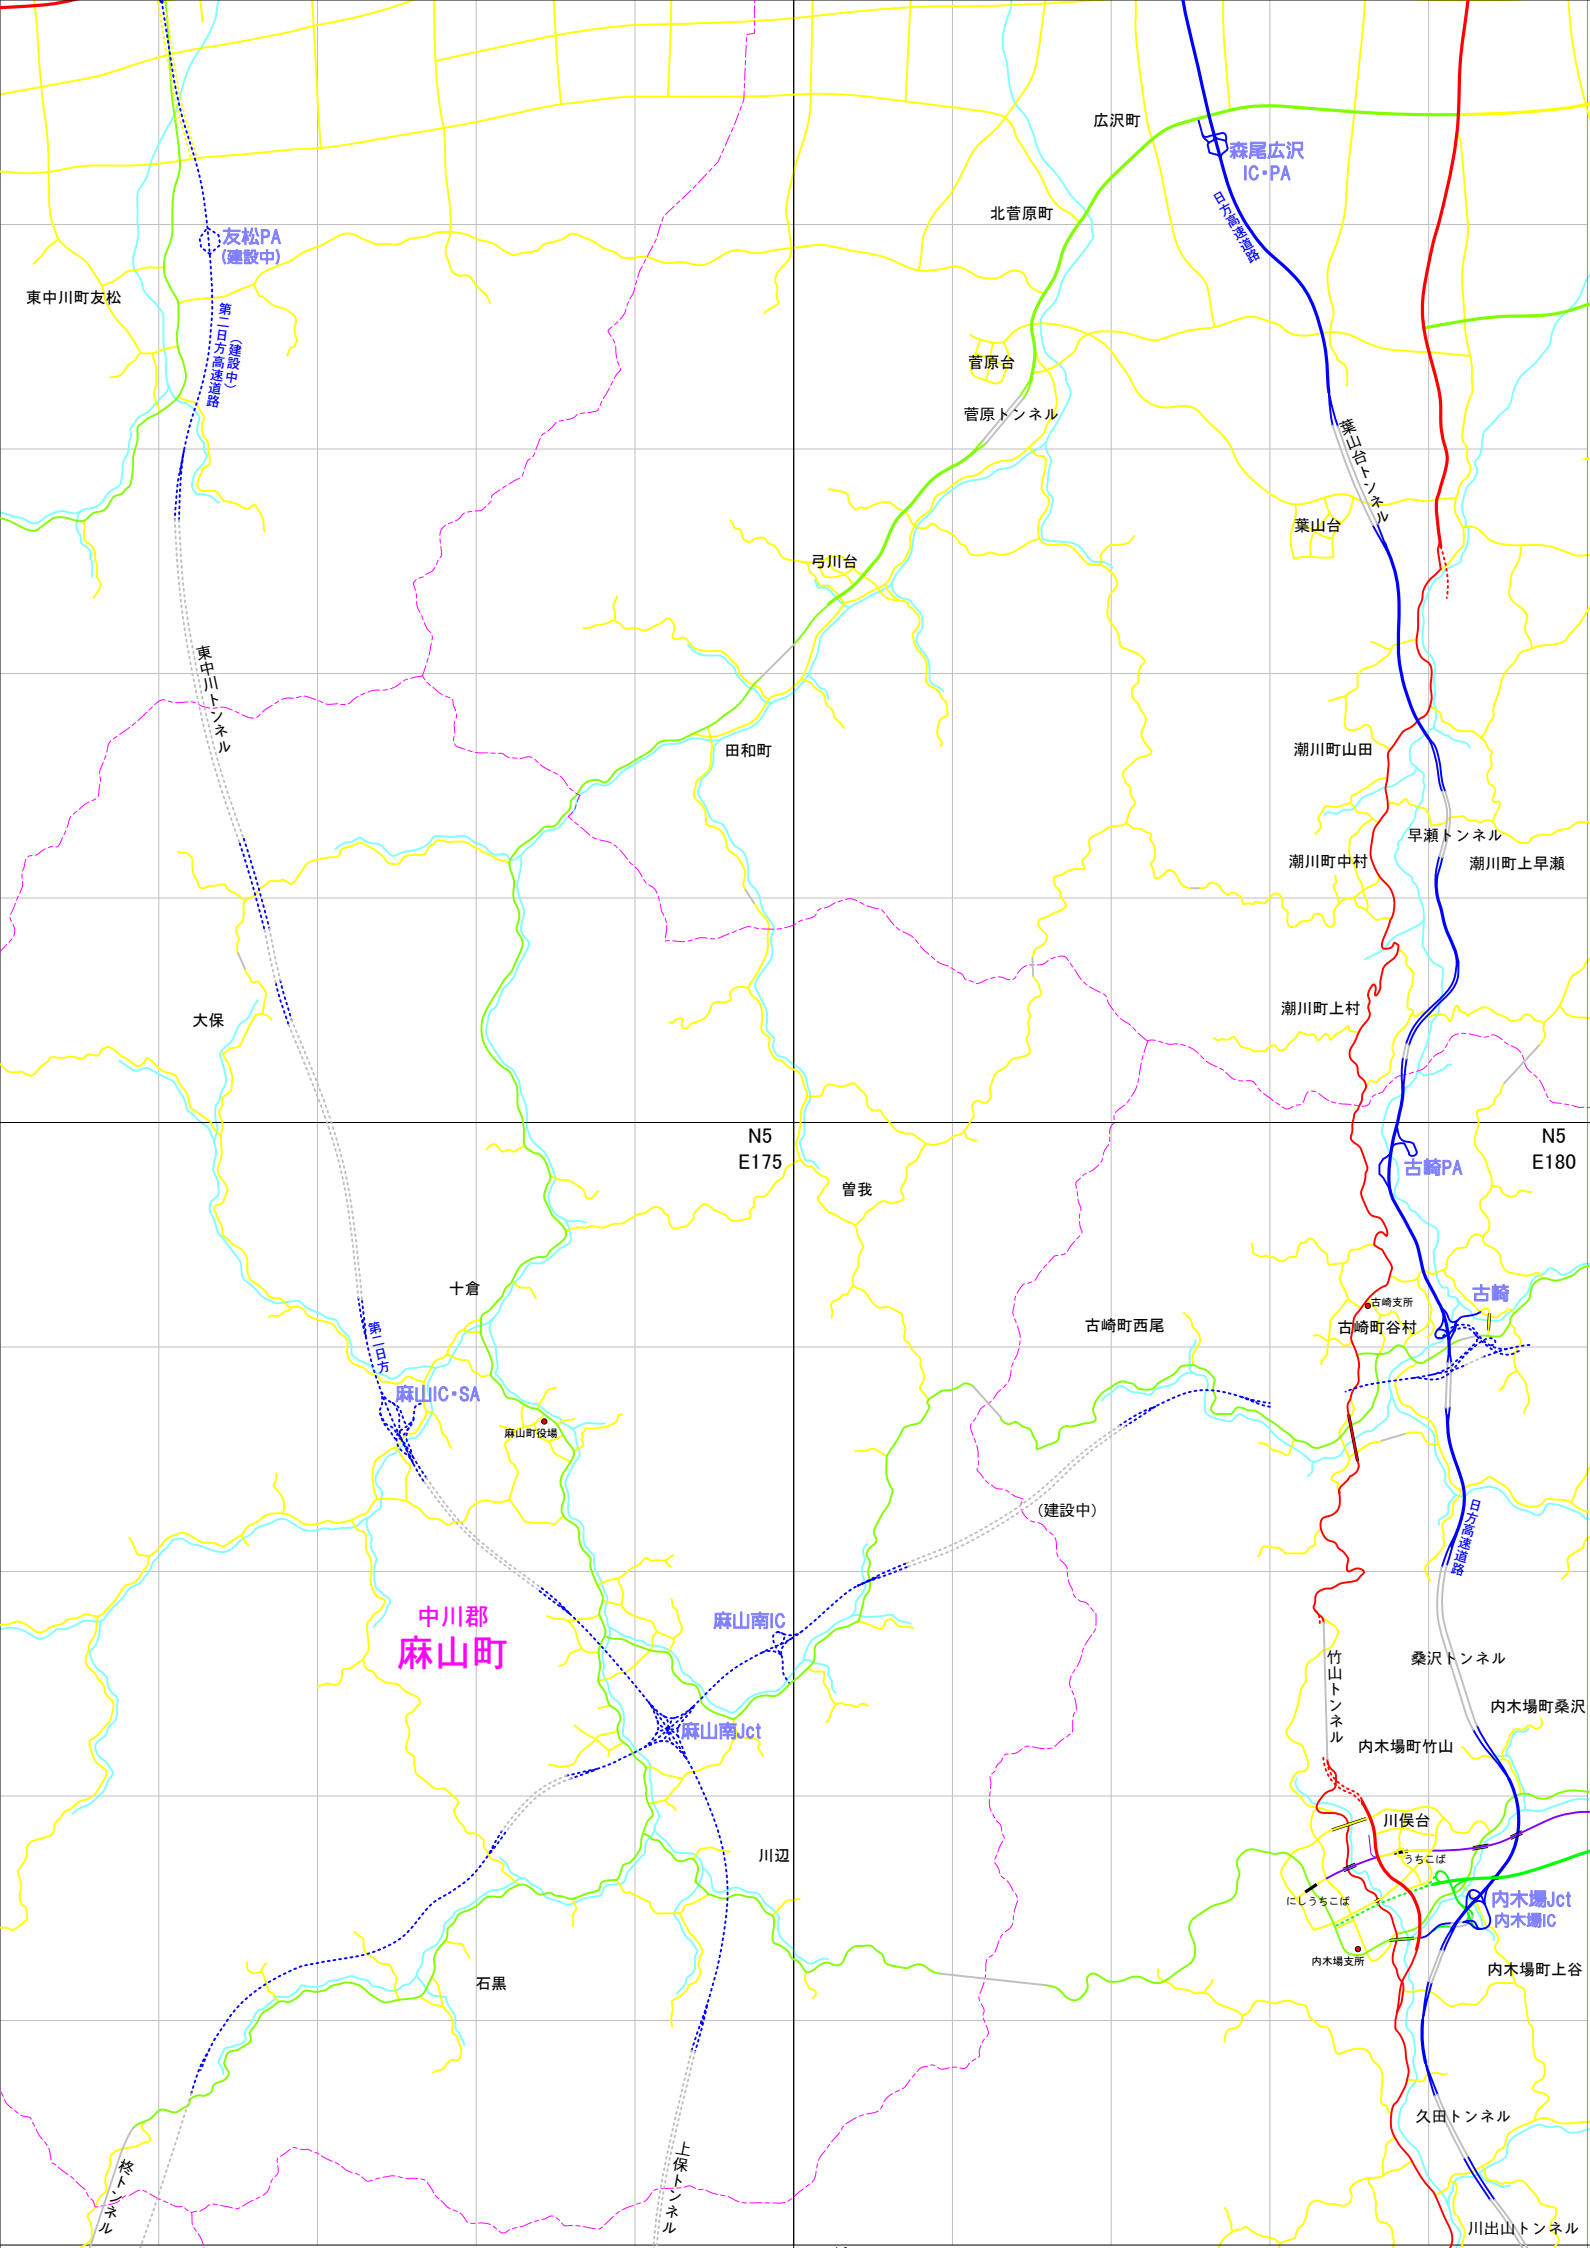 広沢町
森尾広沢
IC・PA
日方高速道路
北菅原町
友松PA
(建設中)
東中川町友松
第二日方高速道路
(建設中)
菅原台
菅原トンネル
葉山台トンネル
葉山台
弓川台
東中川トンネル
田和町
潮川町山田
早瀬トンネル
潮川町中村
潮川町上早瀬
大保
潮川町上村
N5
E175
N5
E180
古崎PA
曽我
十倉
古崎
古崎支所
古崎町西尾
古崎町谷村
第二日方
麻山IC・SA
麻山町役場
(建設中)
日方高速道路
中川郡
麻山町
麻山南IC
竹山トンネル
桑沢トンネル
内木場町桑沢
麻山南Jct
内木場町竹山
川俣台
川辺
うちこば
にしうちこば
内木場Jct
内木場IC
内木場支所
内木場町上谷
石黒
久田トンネル
柊トンネル
上保トンネル
川出山トンネル